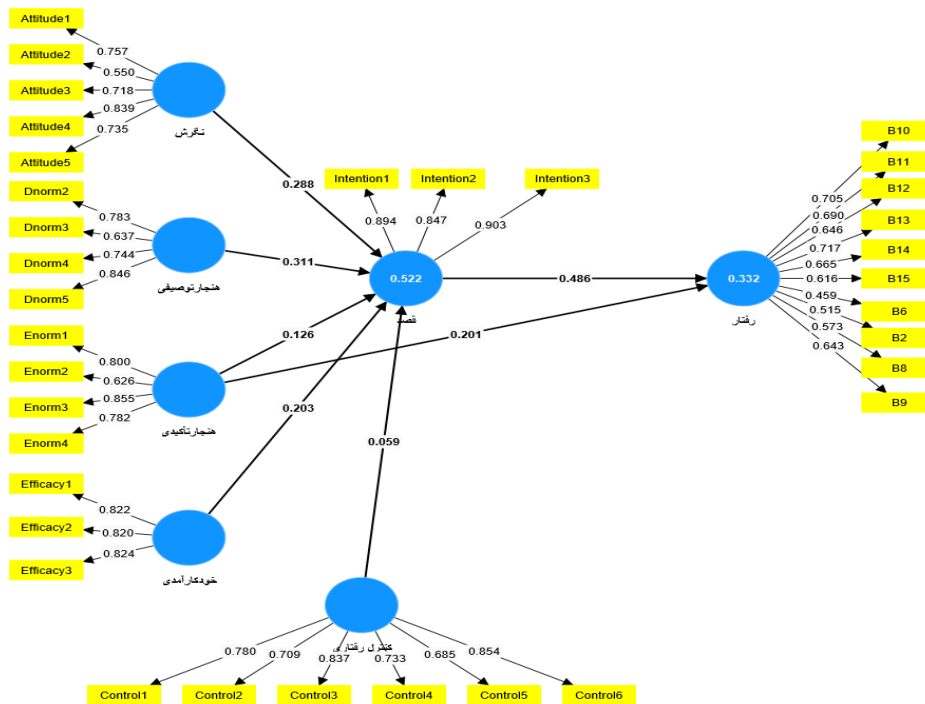 Attitude1
Attitude2
Attitude3
Attitude4
Attitude5
0.757
0.550
0.718
0.839
0.735
نگرش
Dnorm2
Dnorm3
Dnorm4
Dnorm5
0.783
0.637
0.744
0.846
هنجارتوصیفی
Enorm1
Enorm2
Enorm3
Enorm4
0.800
0.626
0.855
0.782
هنجارتأکیدی
Efficacy1
Efficacy2
Efficacy3
0.822
0.820
0.824
خودکارآمدی
0.288
0.311
0.126
0.203
0.059
0.201
Intention1
Intention2
Intention3
0.894
0.847
0.903
0.522
قصد
0.486
0.332
رفتار
0.705
0.690
0.646
0.717
0.665
0.616
0.459
0.515
0.573
0.643
B10
B11
B12
B13
B14
B15
B6
B2
B8
B9
کنترل رفتاری
0.780
0.709
0.837
0.733
0.685
0.854
Control1
Control2
Control3
Control4
Control5
Control6